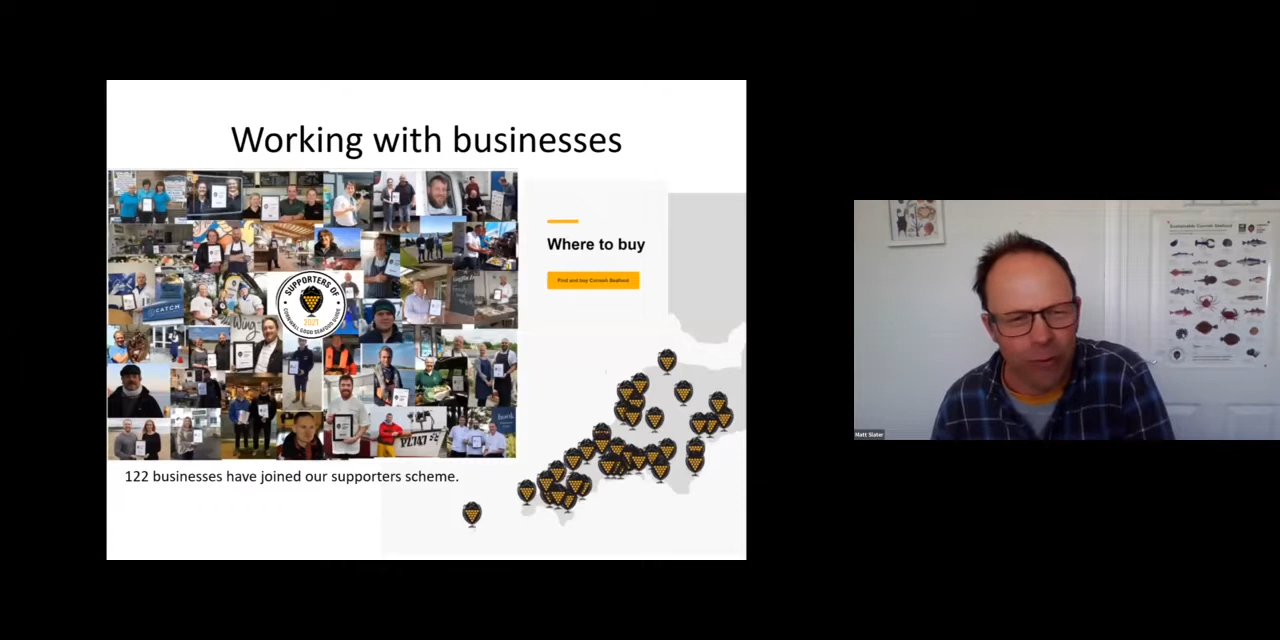 Working with businesses
SUPPORTERS OF
2021
CORNWALL GOOD SEAFOOD GUIDE
CATCH
Wing
Where to buy
Find and buy Cornish Seafood
122 businesses have joined our supporters scheme.
Sustainable Cornish Seafood
Matt Slater